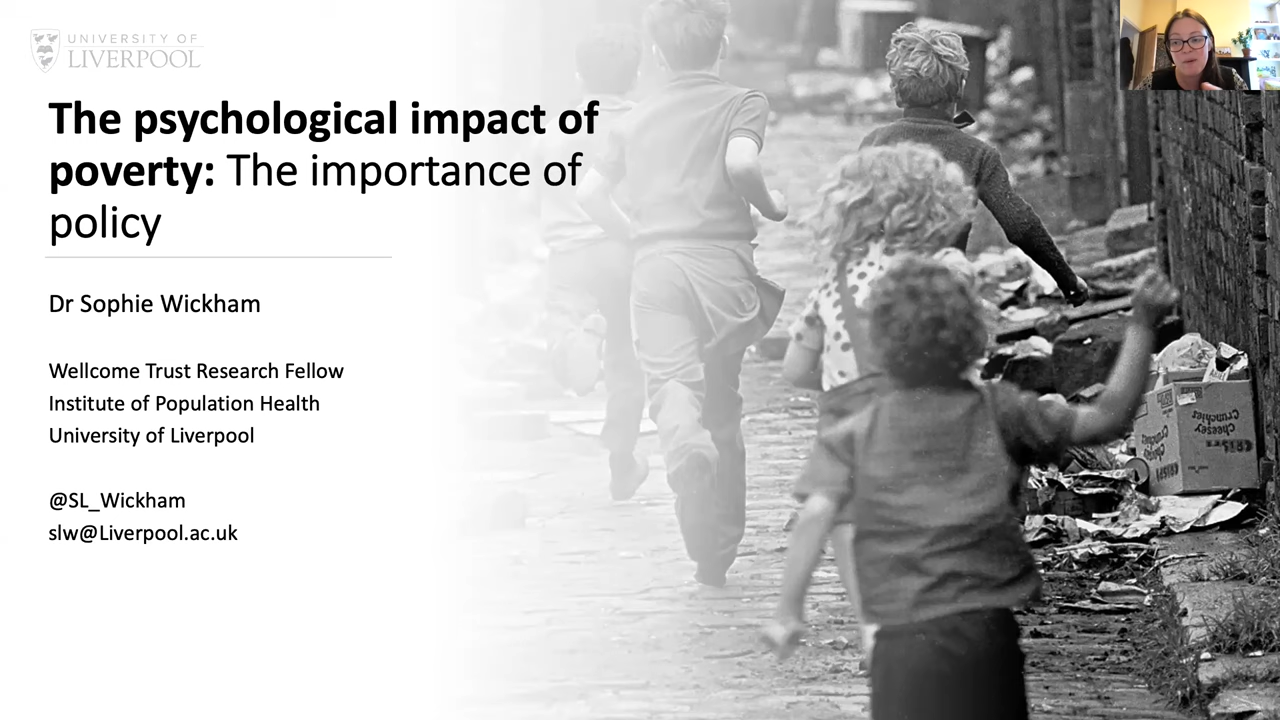 UNIVERSITY OF
LIVERPOOL
The psychological impact of
poverty: The importance of
policy
Dr Sophie Wickham
Wellcome Trust Research Fellow
Institute of Population Health
University of Liverpool
@SL_Wickham
slw@Liverpool.ac.uk
Cheesey
Crunchies